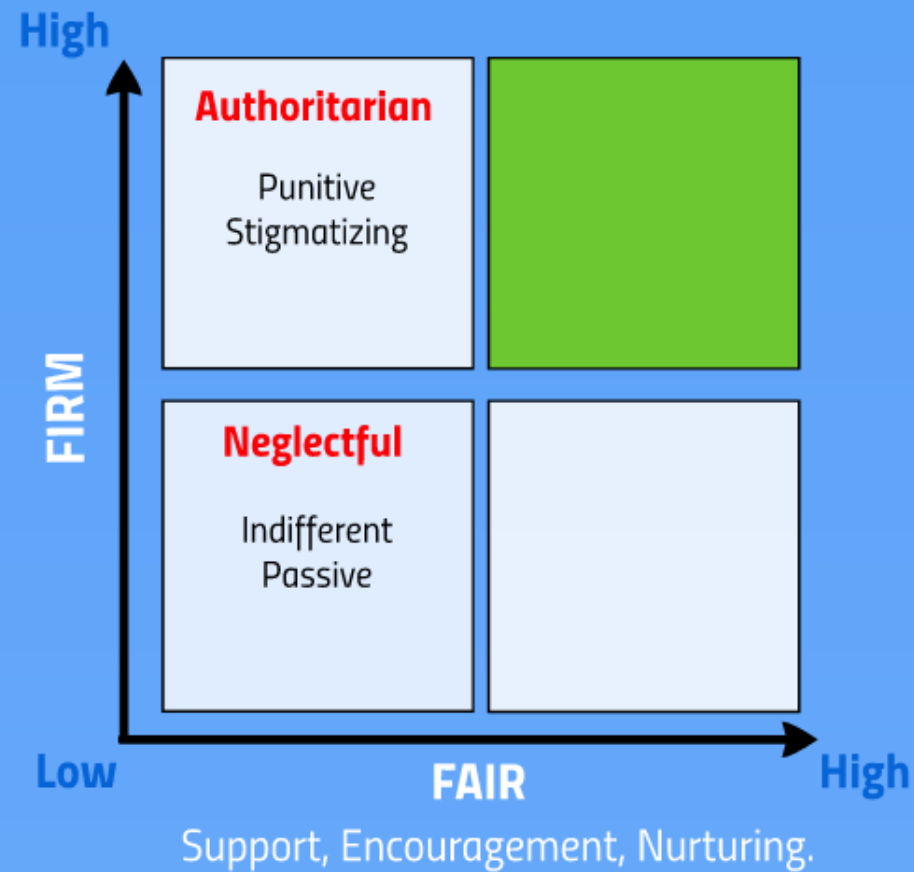 High
Authoritarian
Punitive
Stigmatizing
FIRM
Neglectful
Indifferent
Passive
Low
FAIR
High
Support, Encouragement, Nurturing.